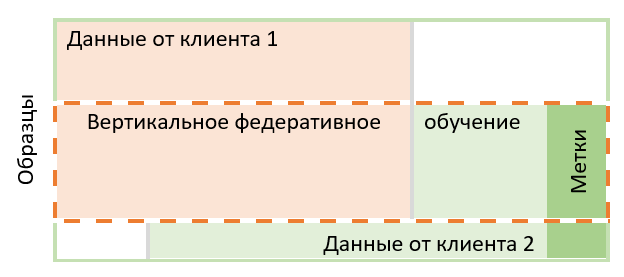 Данные от клиента 1
Образцы
Вертикальное федеративное обучение
Метки
Данные от клиента 2